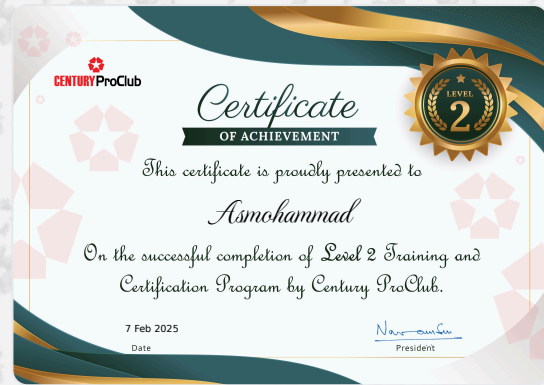 CENTURY ProClub
LEVEL
2
Certificate
OF ACHIEVEMENT
This certificate is proudly presented to
Asmohammad
On the successful completion of Level 2 Training and
Certification Program by Century ProClub.
7 Feb 2025
Date
President